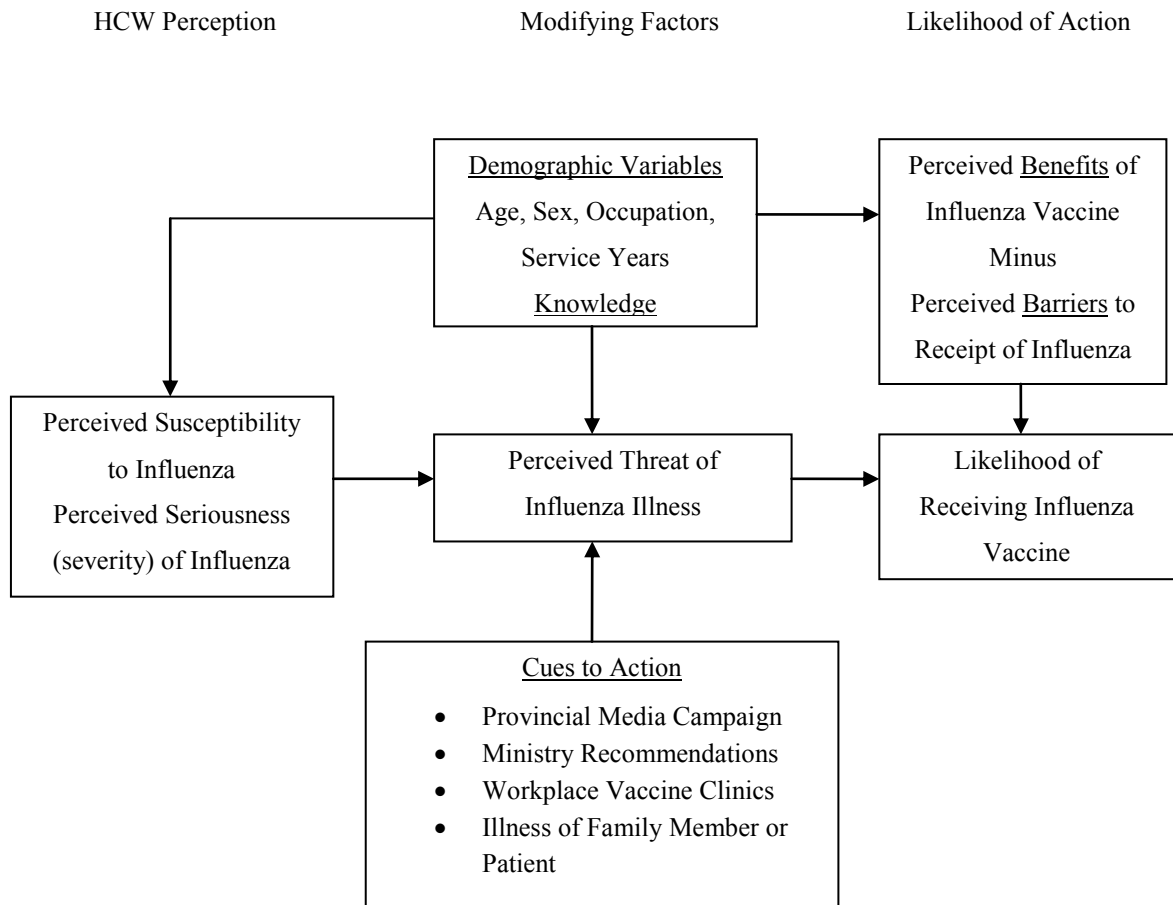 HCW Perception
Modifying Factors
Likelihood of Action
Demographic Variables
Age, Sex, Occupation,
Service Years
Knowledge
Perceived Benefits of
Influenza Vaccine
Minus
Perceived Barriers to
Receipt of Influenza
Perceived Susceptibility
to Influenza
Perceived Seriousness
(severity) of Influenza
Perceived Threat of
Influenza Illness
Likelihood of
Receiving Influenza
Vaccine
Cues to Action
• Provincial Media Campaign
• Ministry Recommendations
• Workplace Vaccine Clinics
• Illness of Family Member or
Patient